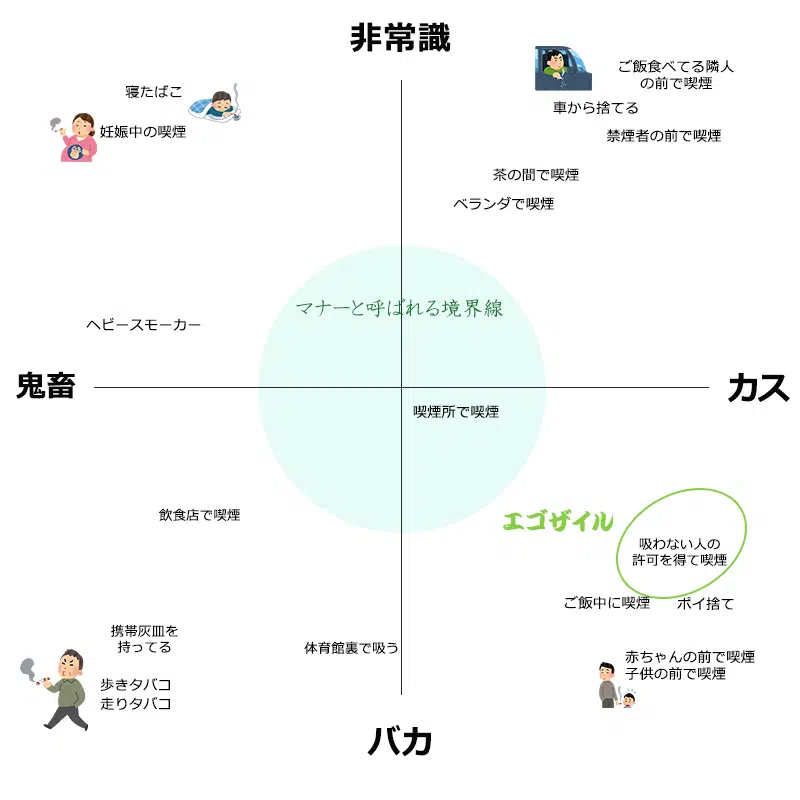 非常識
ご飯食べてる隣人
の前で喫煙
寝たばこ
車から捨てる
妊娠中の喫煙
禁煙者の前で喫煙
茶の間で喫煙
ベランダで喫煙
マナーと呼ばれる境界線
ヘビースモーカー
鬼畜
カス
喫煙所で喫煙
飲食店で喫煙
エゴザイル
吸わない人の
許可を得て喫煙
ご飯中に喫煙
ポイ捨て
携帯灰皿を
持ってる
体育館裏で吸う
赤ちゃんの前で喫煙
子供の前で喫煙
歩きタバコ
走りタバコ
バカ